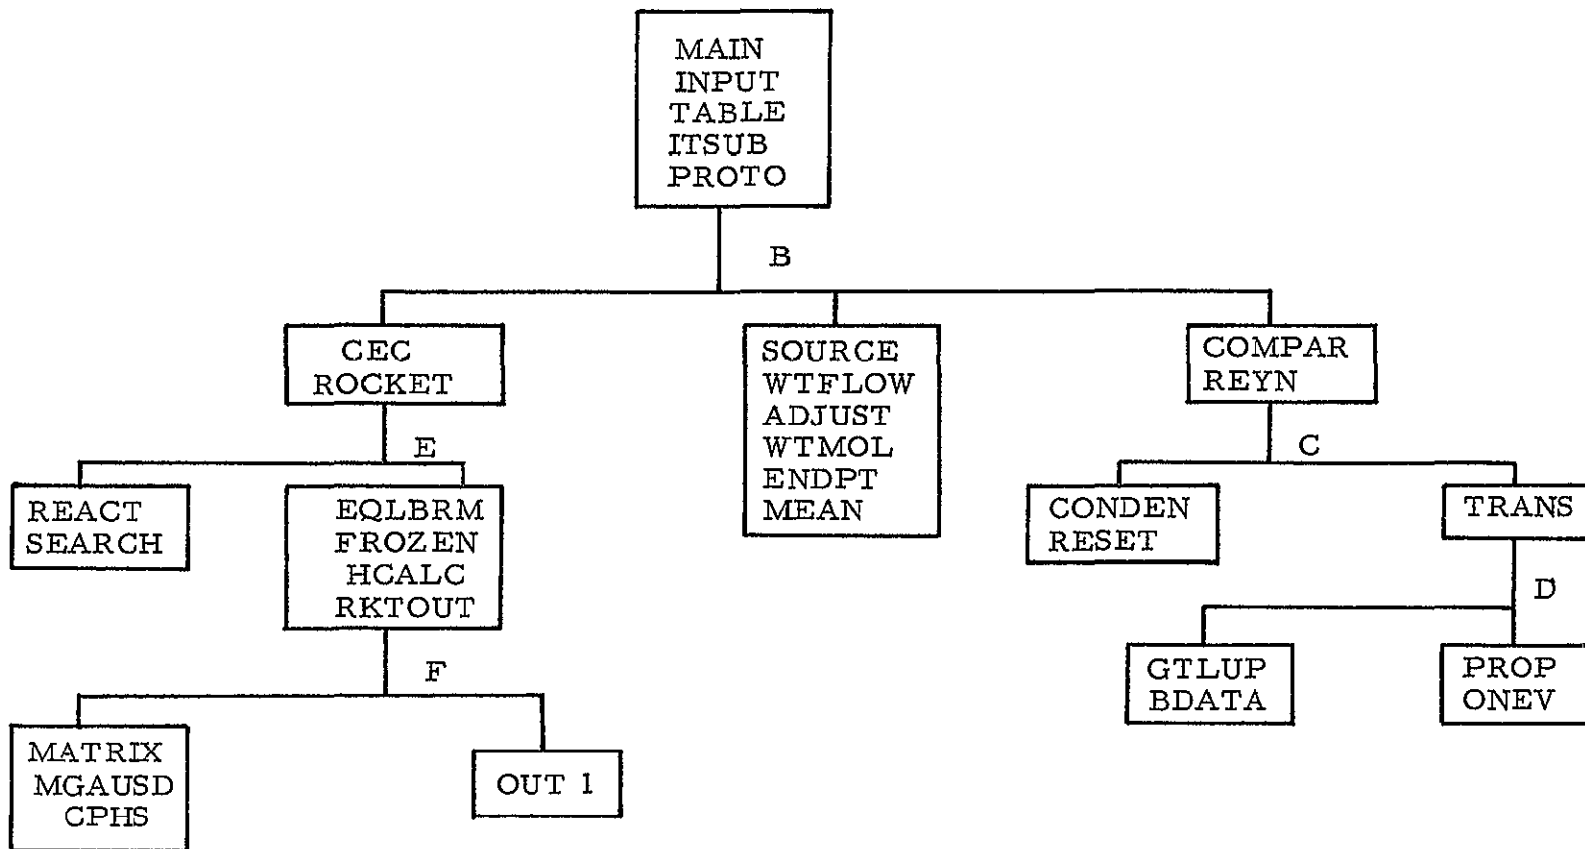 MAIN
INPUT
TABLE
ITSUB
PROTO
B
CEC
ROCKET
SOURCE
WTFLOW
ADJUST
WTMOL
ENDPT
MEAN
COMPAR
REYN
E
C
REACT
SEARCH
EQLBRM
FROZEN
HCALC
RKTOUT
CONDEN
RESET
TRANS
D
F
GTLUP
BDATA
PROP
ONEV
MATRIX
MGAUSD
CPHS
OUT 1